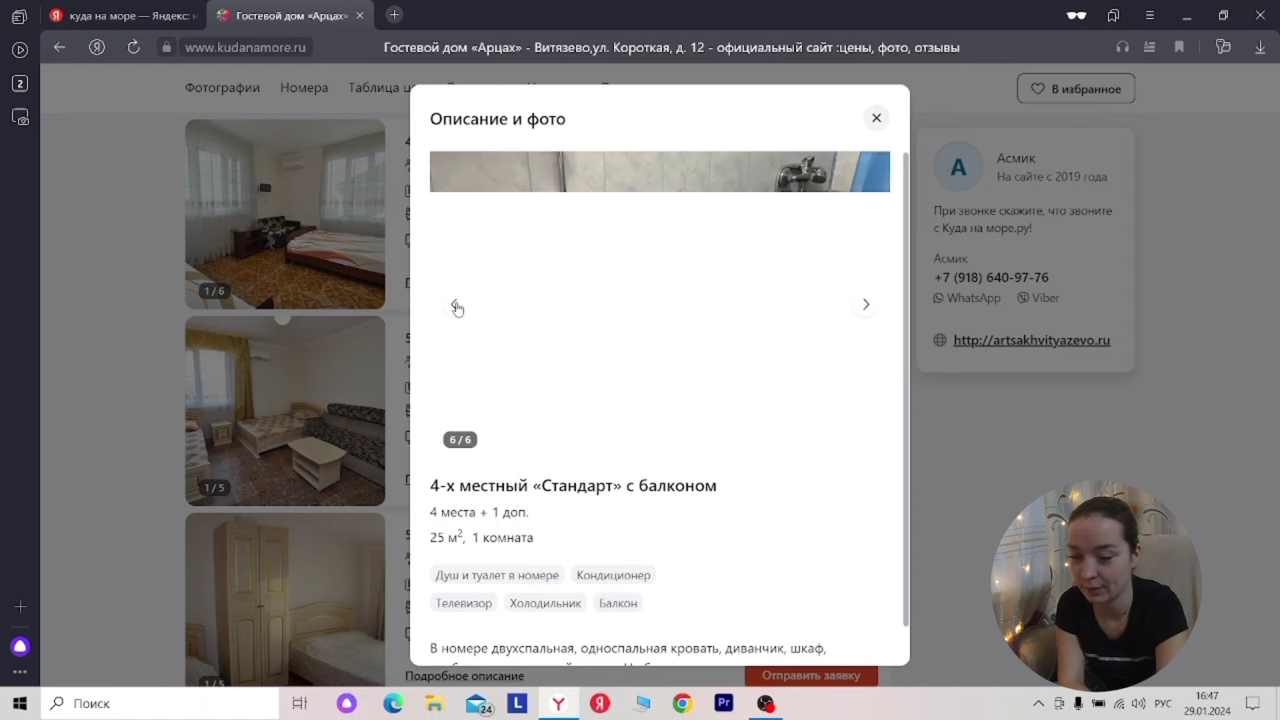 куда на море — Яндекс: н
Гостевой дом «Арцах»
www.kudanamore.ru
Гостевой дом «Арцах» - Витязево,ул. Короткая, д. 12 - официальный сайт :цены, фото, отзывы
2
Фотографии
Номера
Таблица ц
В избранное
Описание и фото
1 / 6
1 / 5
1/5
6 / 6
4-х местный «Стандарт» с балконом
4 места + 1 доп.
25 м2, 1 комната
Душ и туалет в номере
Кондиционер
Телевизор
Холодильник
Балкон
В номере двухспальная, односпальная кровать, диванчик, шкаф,
Подробное описание
Отправить заявку
А
Асмик
На сайте с 2019 года
При звонке скажите, что звоните
с Куда на море.ру!
Асмик
+7 (918) 640-97-76
WhatsApp
Viber
http://artsakhvityazevo.ru
Поиск
24
L
Y
Я
Pr
РУС
16:47
29.01.2024